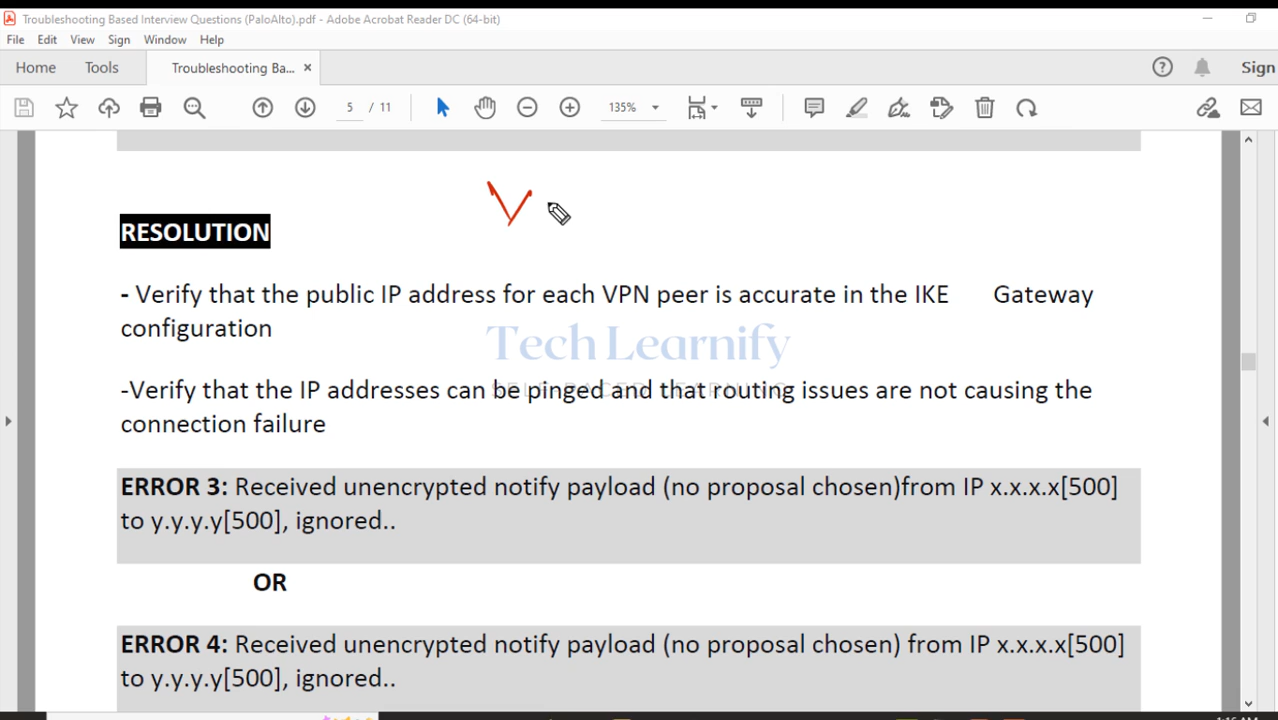 Troubleshooting Based Interview Questions (PaloAlto).pdf - Adobe Acrobat Reader DC (64-bit)
File Edit View Sign Window Help
Home Tools Troubleshooting Ba... × Sign
5 / 11 135%
RESOLUTION
- Verify that the public IP address for each VPN peer is accurate in the IKE Gateway
configuration
Tech Learnify
-Verify that the IP addresses can be pinged and that routing issues are not causing the
SELF PACED LEARNING
connection failure
ERROR 3: Received unencrypted notify payload (no proposal chosen)from IP x.x.x.x[500]
to y.y.y.y[500], ignored..
OR
ERROR 4: Received unencrypted notify payload (no proposal chosen) from IP x.x.x.x[500]
to y.y.y.y[500], ignored..